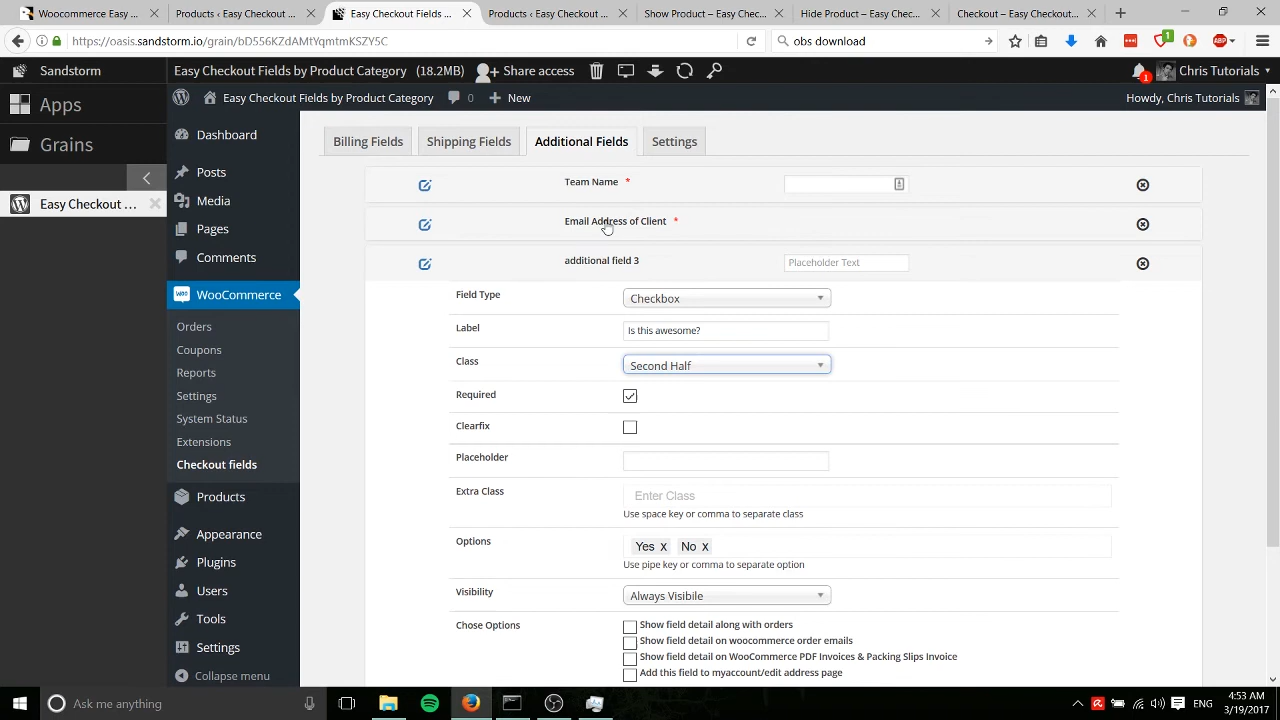 Woocommerce Easy ... Products ‹ Easy Checkout ... Easy Checkout Fields ... Products ‹ Easy Checkout ... Show Product – Easy Chec... Hide Product – Easy Chec... Checkout – Easy Checkout...
https://oasis.sandstorm.io/grain/bD556KZdAMtYqmtmKSZY5C obs download 1 ABP
Sandstorm Easy Checkout Fields by Product Category (18.2MB) Share access 1 Chris Tutorials
Apps Easy Checkout Fields by Product Category 0 New Howdy, Chris Tutorials
Grains
Easy Checkout ...
Dashboard
Posts
Media
Pages
Comments
WooCommerce
Orders
Coupons
Reports
Settings
System Status
Extensions
Checkout fields
Products
Appearance
Plugins
Users
Tools
Settings
Collapse menu
Billing Fields Shipping Fields Additional Fields Settings
Team Name *
Email Address of Client *
additional field 3 Placeholder Text
Field Type Checkbox
Label Is this awesome?
Class Second Half
Required
Clearfix
Placeholder
Extra Class Enter Class
Use space key or comma to separate class
Options Yes x No x
Use pipe key or comma to separate option
Visibility Always Visibile
Chose Options Show field detail along with orders
Show field detail on woocommerce order emails
Show field detail on WooCommerce PDF Invoices & Packing Slips Invoice
Add this field to myaccount/edit address page
Ask me anything ENG 4:53 AM
3/19/2017